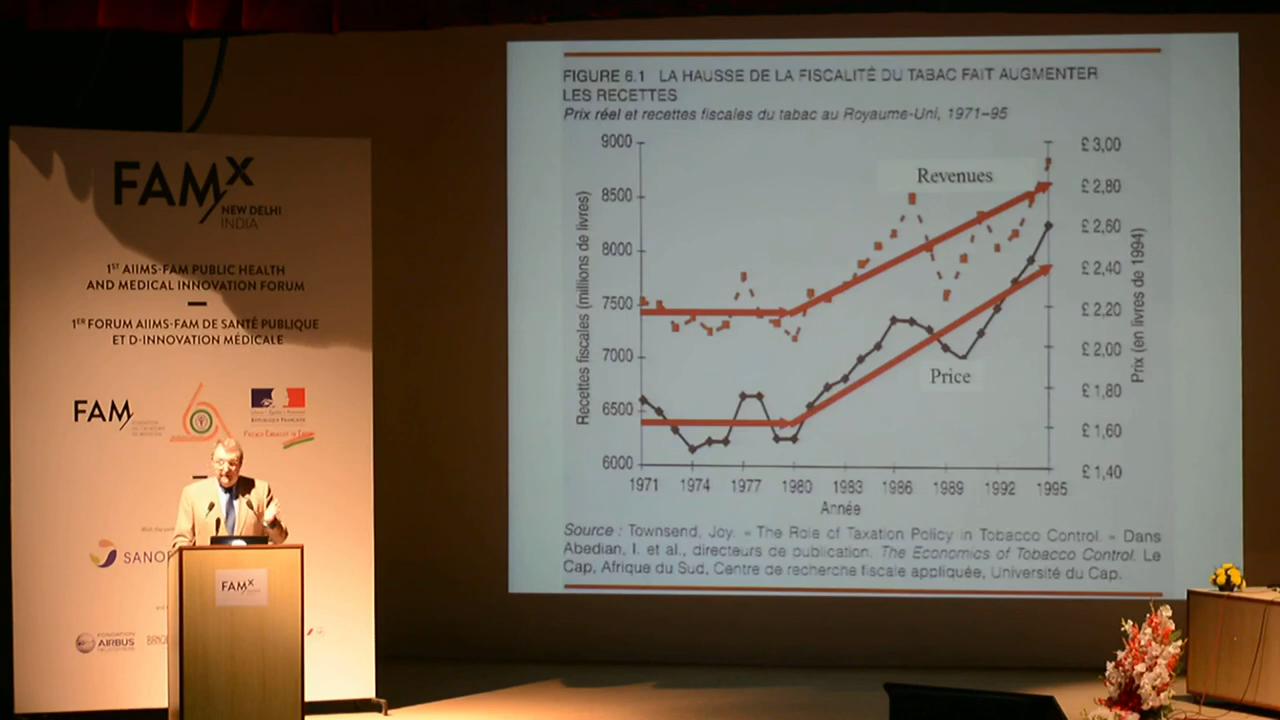 FAMx
NEW DELHI
INDIA
1ST AIIMS-FAM PUBLIC HEALTH
AND MEDICAL INNOVATION FORUM
1ER FORUM AIIMS-FAM DE SANTÉ PUBLIQUE
ET D-INNOVATION MÉDICALE
FAM
RÉPUBLIQUE FRANÇAISE
SANOF
FONDATION
AIRBUS
FAMx
FIGURE 6.1 LA HAUSSE DE LA FISCALITÉ DU TABAC FAIT AUGMENTER
LES RECETTES
Prix réel et recettes fiscales du tabac au Royaume-Uni, 1971–95
Recettes fiscales (millions de livres)
9000
8500
8000
7500
7000
6500
6000
Revenues
Price
£ 3,00
£ 2,80
£ 2,60
£ 2,40
£ 2,20
£ 2,00
£ 1,80
£ 1,60
£ 1,40
Prix (en livres de 1994)
1971 1974 1977 1980 1983 1986 1989 1992 1995
Année
Source : Townsend, Joy. « The Role of Taxation Policy in Tobacco Control. » Dans
Abedian, I. et al., directeurs de publication. The Economics of Tobacco Control. Le
Cap, Afrique du Sud, Centre de recherche fiscale appliquée, Université du Cap.